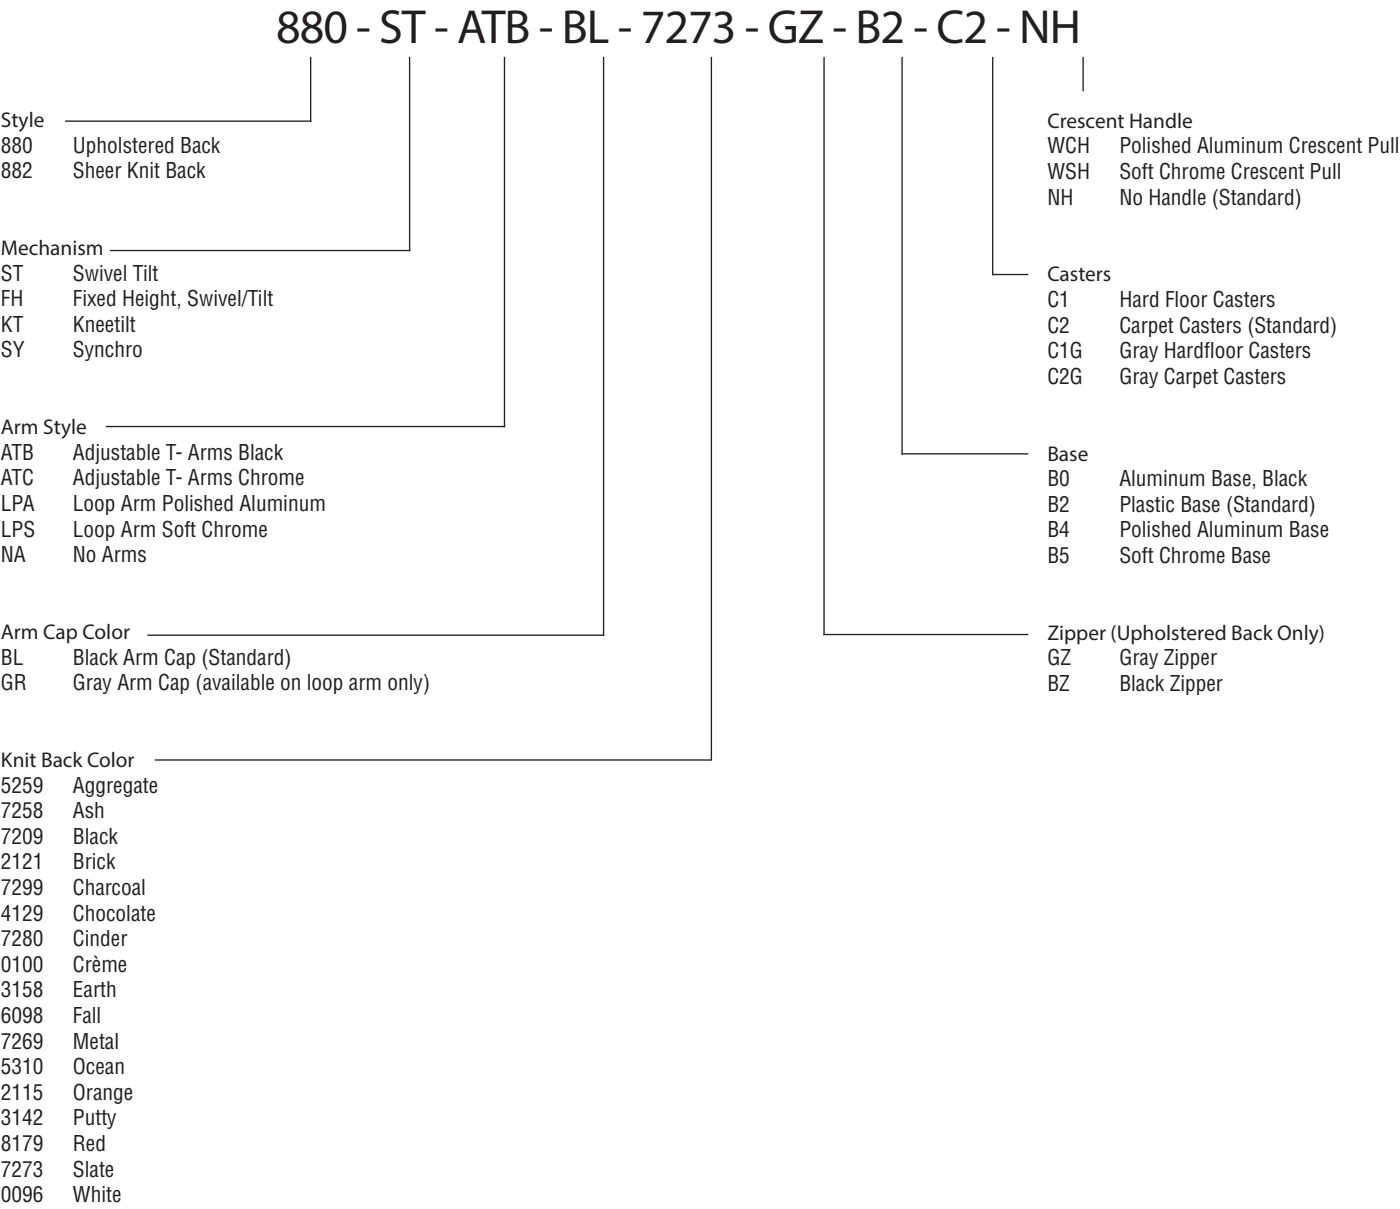 880 - ST - ATB - BL - 7273 - GZ - B2 - C2 - NH
Style
880 Upholstered Back
882 Sheer Knit Back
Mechanism
ST Swivel Tilt
FH Fixed Height, Swivel/Tilt
KT Kneetilt
SY Synchro
Arm Style
ATB Adjustable T- Arms Black
ATC Adjustable T- Arms Chrome
LPA Loop Arm Polished Aluminum
LPS Loop Arm Soft Chrome
NA No Arms
Arm Cap Color
BL Black Arm Cap (Standard)
GR Gray Arm Cap (available on loop arm only)
Knit Back Color
5259 Aggregate
7258 Ash
7209 Black
2121 Brick
7299 Charcoal
4129 Chocolate
7280 Cinder
0100 Crème
3158 Earth
6098 Fall
7269 Metal
5310 Ocean
2115 Orange
3142 Putty
8179 Red
7273 Slate
0096 White
Crescent Handle
WCH Polished Aluminum Crescent Pull
WSH Soft Chrome Crescent Pull
NH No Handle (Standard)
Casters
C1 Hard Floor Casters
C2 Carpet Casters (Standard)
C1G Gray Hardfloor Casters
C2G Gray Carpet Casters
Base
B0 Aluminum Base, Black
B2 Plastic Base (Standard)
B4 Polished Aluminum Base
B5 Soft Chrome Base
Zipper (Upholstered Back Only)
GZ Gray Zipper
BZ Black Zipper